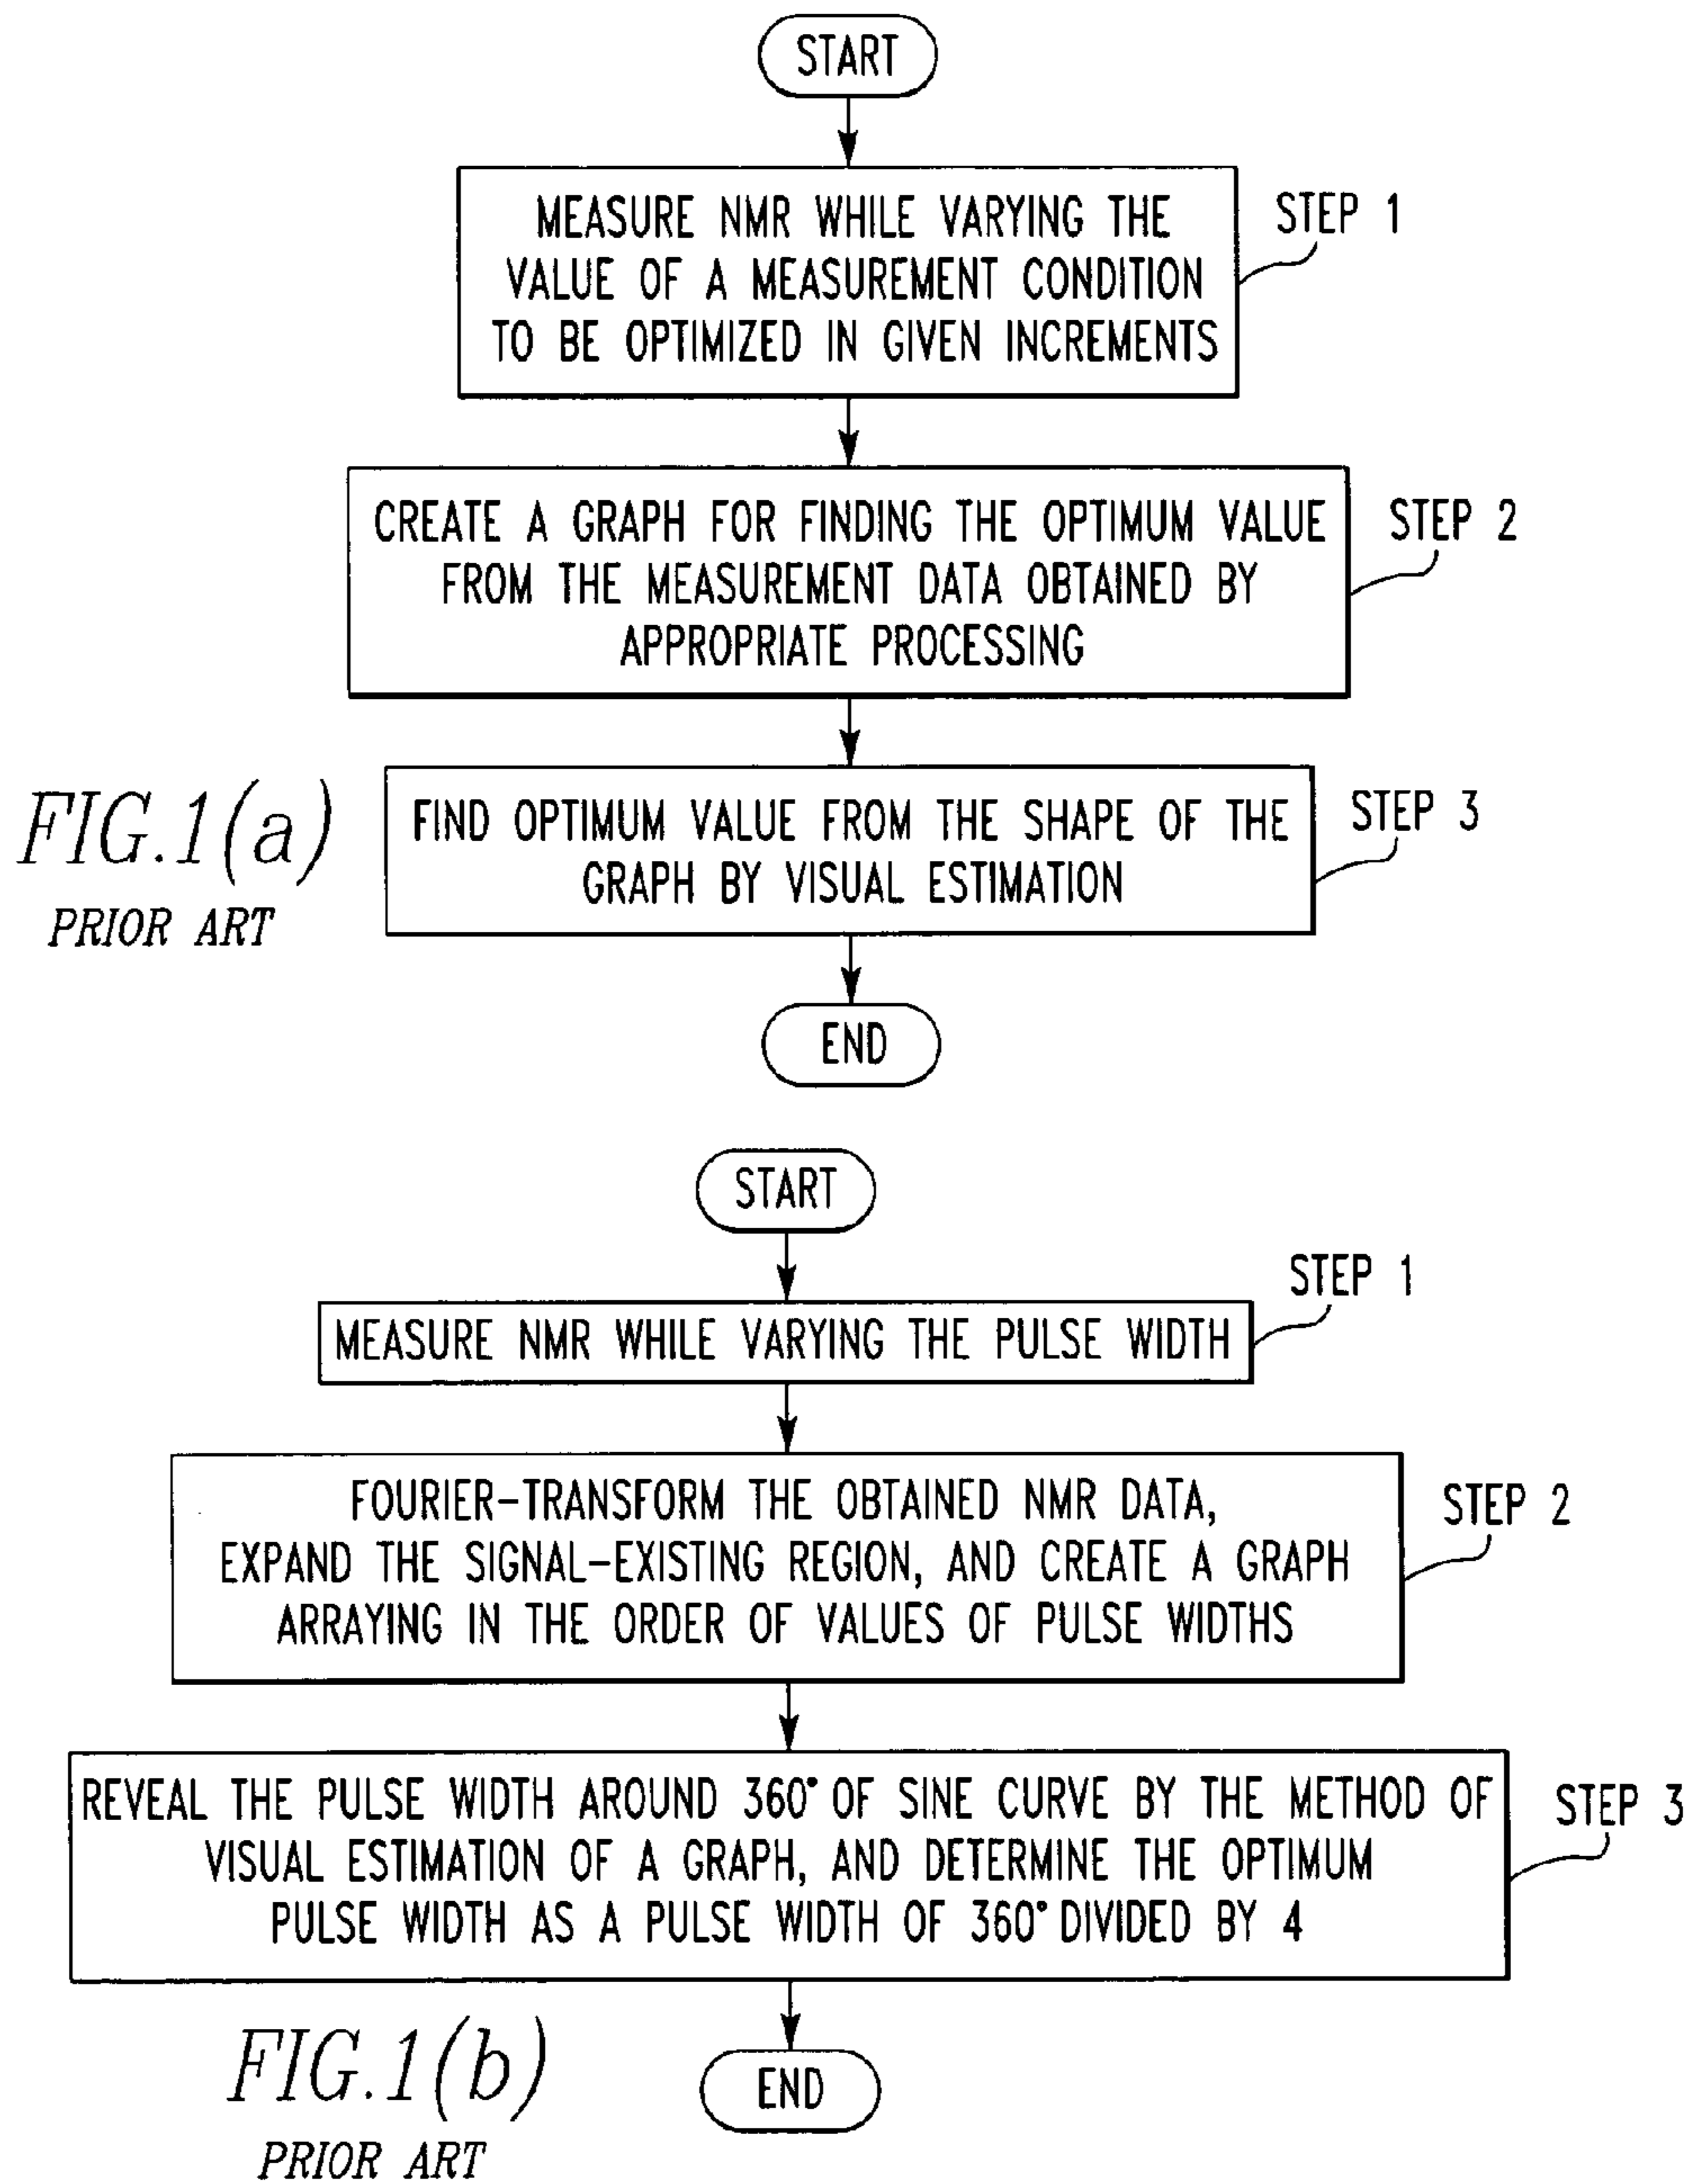 START
MEASURE NMR WHILE VARYING THE
VALUE OF A MEASUREMENT CONDITION
TO BE OPTIMIZED IN GIVEN INCREMENTS
STEP 1
CREATE A GRAPH FOR FINDING THE OPTIMUM VALUE
FROM THE MEASUREMENT DATA OBTAINED BY
APPROPRIATE PROCESSING
STEP 2
FIND OPTIMUM VALUE FROM THE SHAPE OF THE
GRAPH BY VISUAL ESTIMATION
STEP 3
FIG.1(a)
PRIOR ART
END
START
MEASURE NMR WHILE VARYING THE PULSE WIDTH
STEP 1
FOURIER-TRANSFORM THE OBTAINED NMR DATA,
EXPAND THE SIGNAL-EXISTING REGION, AND CREATE A GRAPH
ARRAYING IN THE ORDER OF VALUES OF PULSE WIDTHS
STEP 2
REVEAL THE PULSE WIDTH AROUND 360° OF SINE CURVE BY THE METHOD OF
VISUAL ESTIMATION OF A GRAPH, AND DETERMINE THE OPTIMUM
PULSE WIDTH AS A PULSE WIDTH OF 360° DIVIDED BY 4
STEP 3
END
FIG.1(b)
PRIOR ART